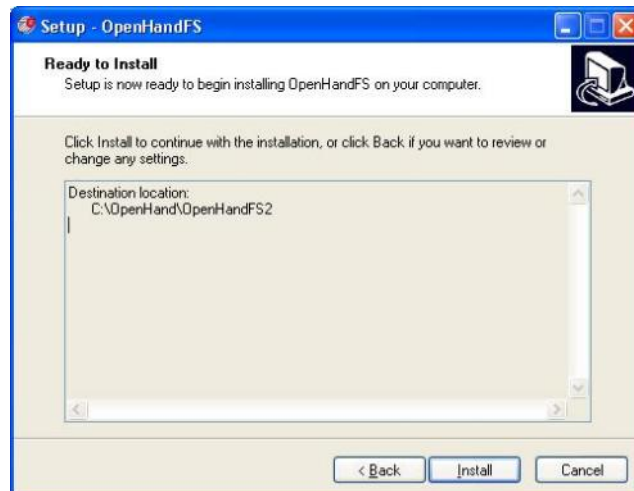 Setup - OpenHandFS
Ready to Install
Setup is now ready to begin installing OpenHandFS on your computer.
Click Install to continue with the installation, or click Back if you want to review or
change any settings.
Destination location:
C:\OpenHand\OpenHandFS2
< Back
Install
Cancel